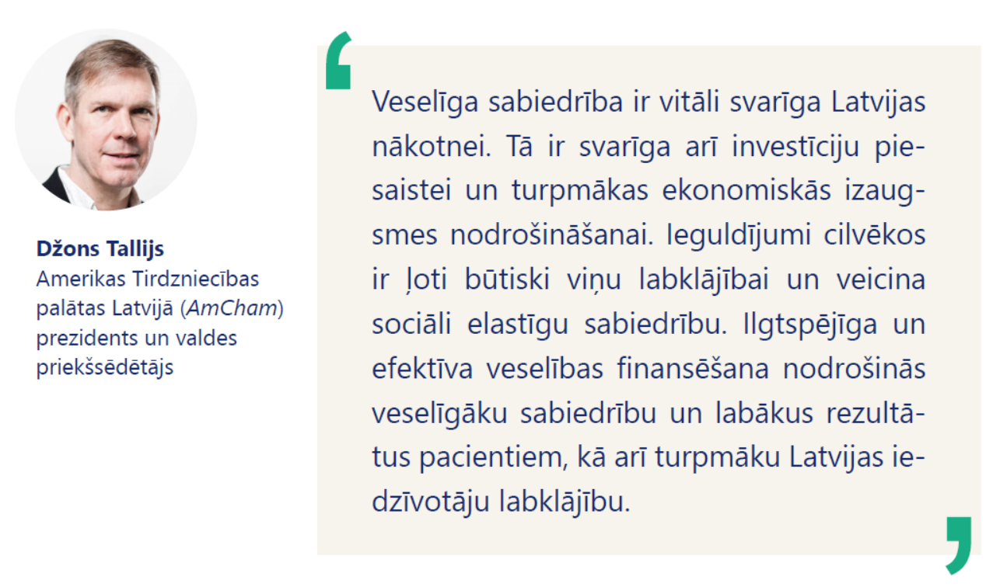 Džons Tallijs
Amerikas Tirdzniecības
palātas Latvijā (AmCham)
prezidents un valdes
priekšsēdētājs
‘
Veselīga sabiedrība ir vitāli svarīga Latvijas
nākotnei. Tā ir svarīga arī investīciju pie-
saistei un turpmākas ekonomiskās izaug-
smes nodrošināšanai. Ieguldījumi cilvēkos
ir ļoti būtiski viņu labklājībai un veicina
sociāli elastīgu sabiedrību. Ilgtspējīga un
efektīva veselības finansēšana nodrošinās
veselīgāku sabiedrību un labākus rezultā-
tus pacientiem, kā arī turpmāku Latvijas ie-
dzīvotāju labklājību.
’